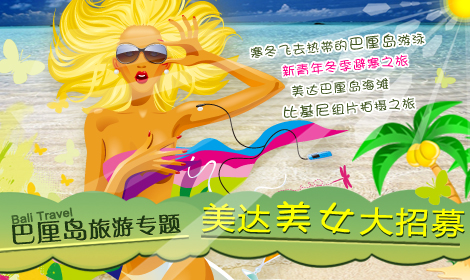 寒冬飞去热带的巴厘岛游泳
新青年冬季避寒之旅
美达巴厘岛海滩
比基尼组片拍摄之旅
Bali Travel
巴厘岛旅游专题
美达美女大招募